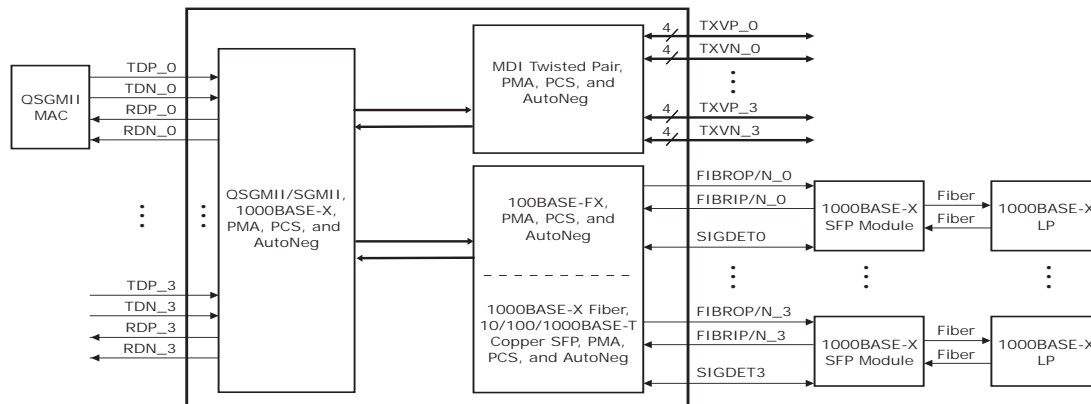 QSGMII
MAC
TDP_0
TDN_0
RDP_0
RDN_0
TDP_3
TDN_3
RDP_3
RDN_3
QSGMII/SGMII,
1000BASE-X,
PMA, PCS, and
AutoNeg
MDI Twisted Pair,
PMA, PCS, and
AutoNeg
100BASE-FX,
PMA, PCS, and
AutoNeg
1000BASE-X Fiber,
10/100/1000BASE-T
Copper SFP, PMA,
PCS, and AutoNeg
4 TXVP_0
4 TXVN_0
4 TXVP_3
4 TXVN_3
FIBROP/N_0
FIBRIP/N_0
SIGDET0
FIBROP/N_3
FIBRIP/N_3
SIGDET3
1000BASE-X
SFP Module
Fiber
Fiber
1000BASE-X
LP
1000BASE-X
SFP Module
Fiber
Fiber
1000BASE-X
LP